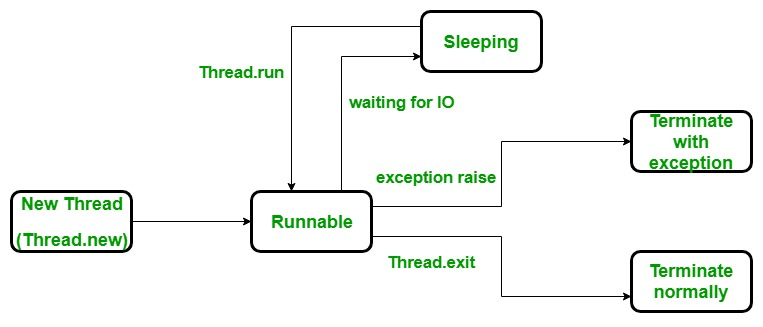 Sleeping
Thread.run
waiting for IO
Terminate
with
exception
exception raise
New Thread
(Thread.new)
Runnable
Thread.exit
Terminate
normally